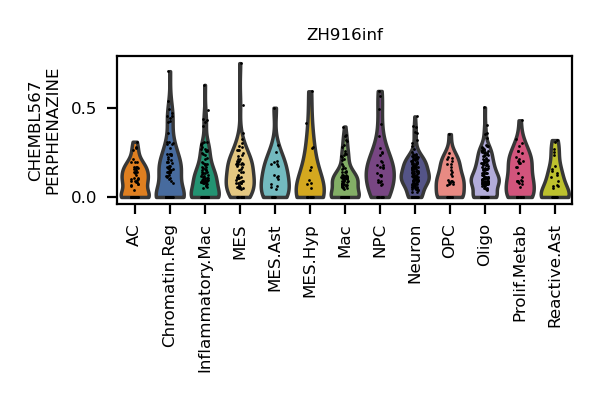 ZH916inf
CHEMBL567
PERPHENAZINE
0.5
0.0
AC
Chromatin.Reg
Inflammatory.Mac
MES
MES.Ast
MES.Hyp
Mac
NPC
Neuron
OPC
Oligo
Prolif.Metab
Reactive.Ast